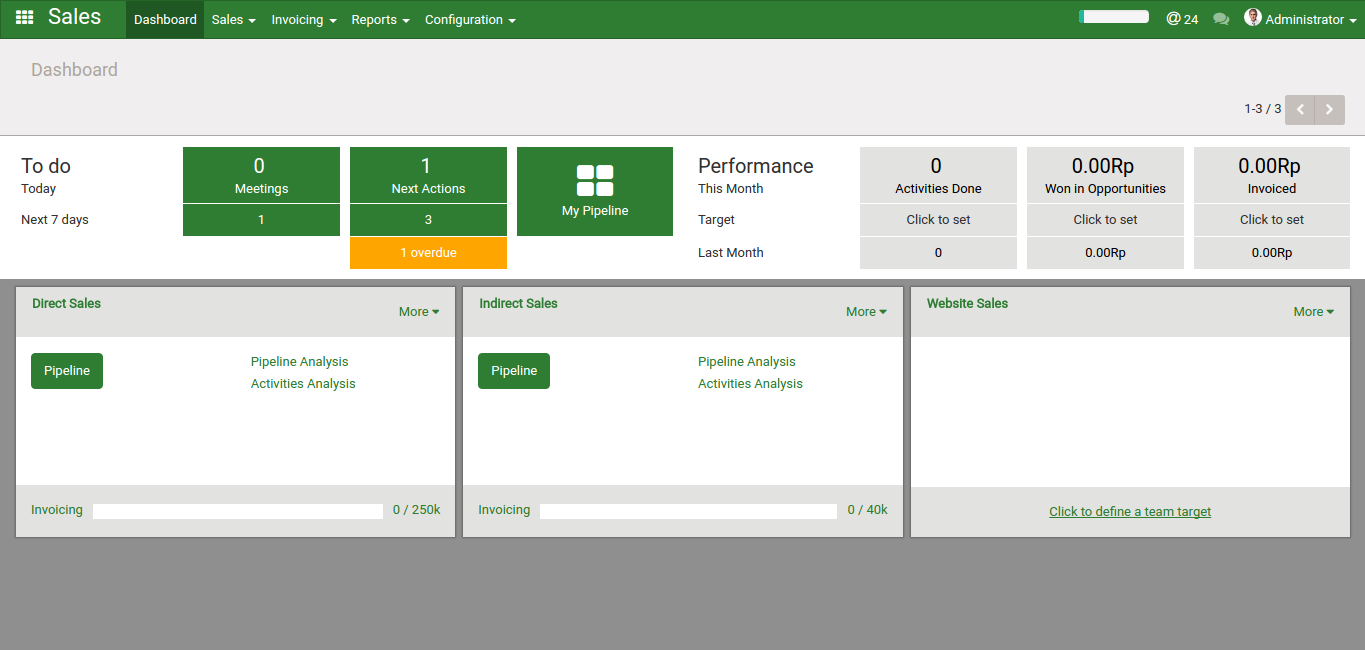 Sales Dashboard Sales Invoicing Reports Configuration @ 24 Administrator
Dashboard
1-3 / 3
To do
Today
Next 7 days
0
Meetings
1
1
Next Actions
3
1 overdue
My Pipeline
Performance
This Month
Target
Last Month
0
Activities Done
Click to set
0
0.00Rp
Won in Opportunities
Click to set
0.00Rp
0.00Rp
Invoiced
Click to set
0.00Rp
Direct Sales
More
Pipeline
Pipeline Analysis
Activities Analysis
Invoicing 0 / 250k
Indirect Sales
More
Pipeline
Pipeline Analysis
Activities Analysis
Invoicing 0 / 40k
Website Sales
More
Click to define a team target